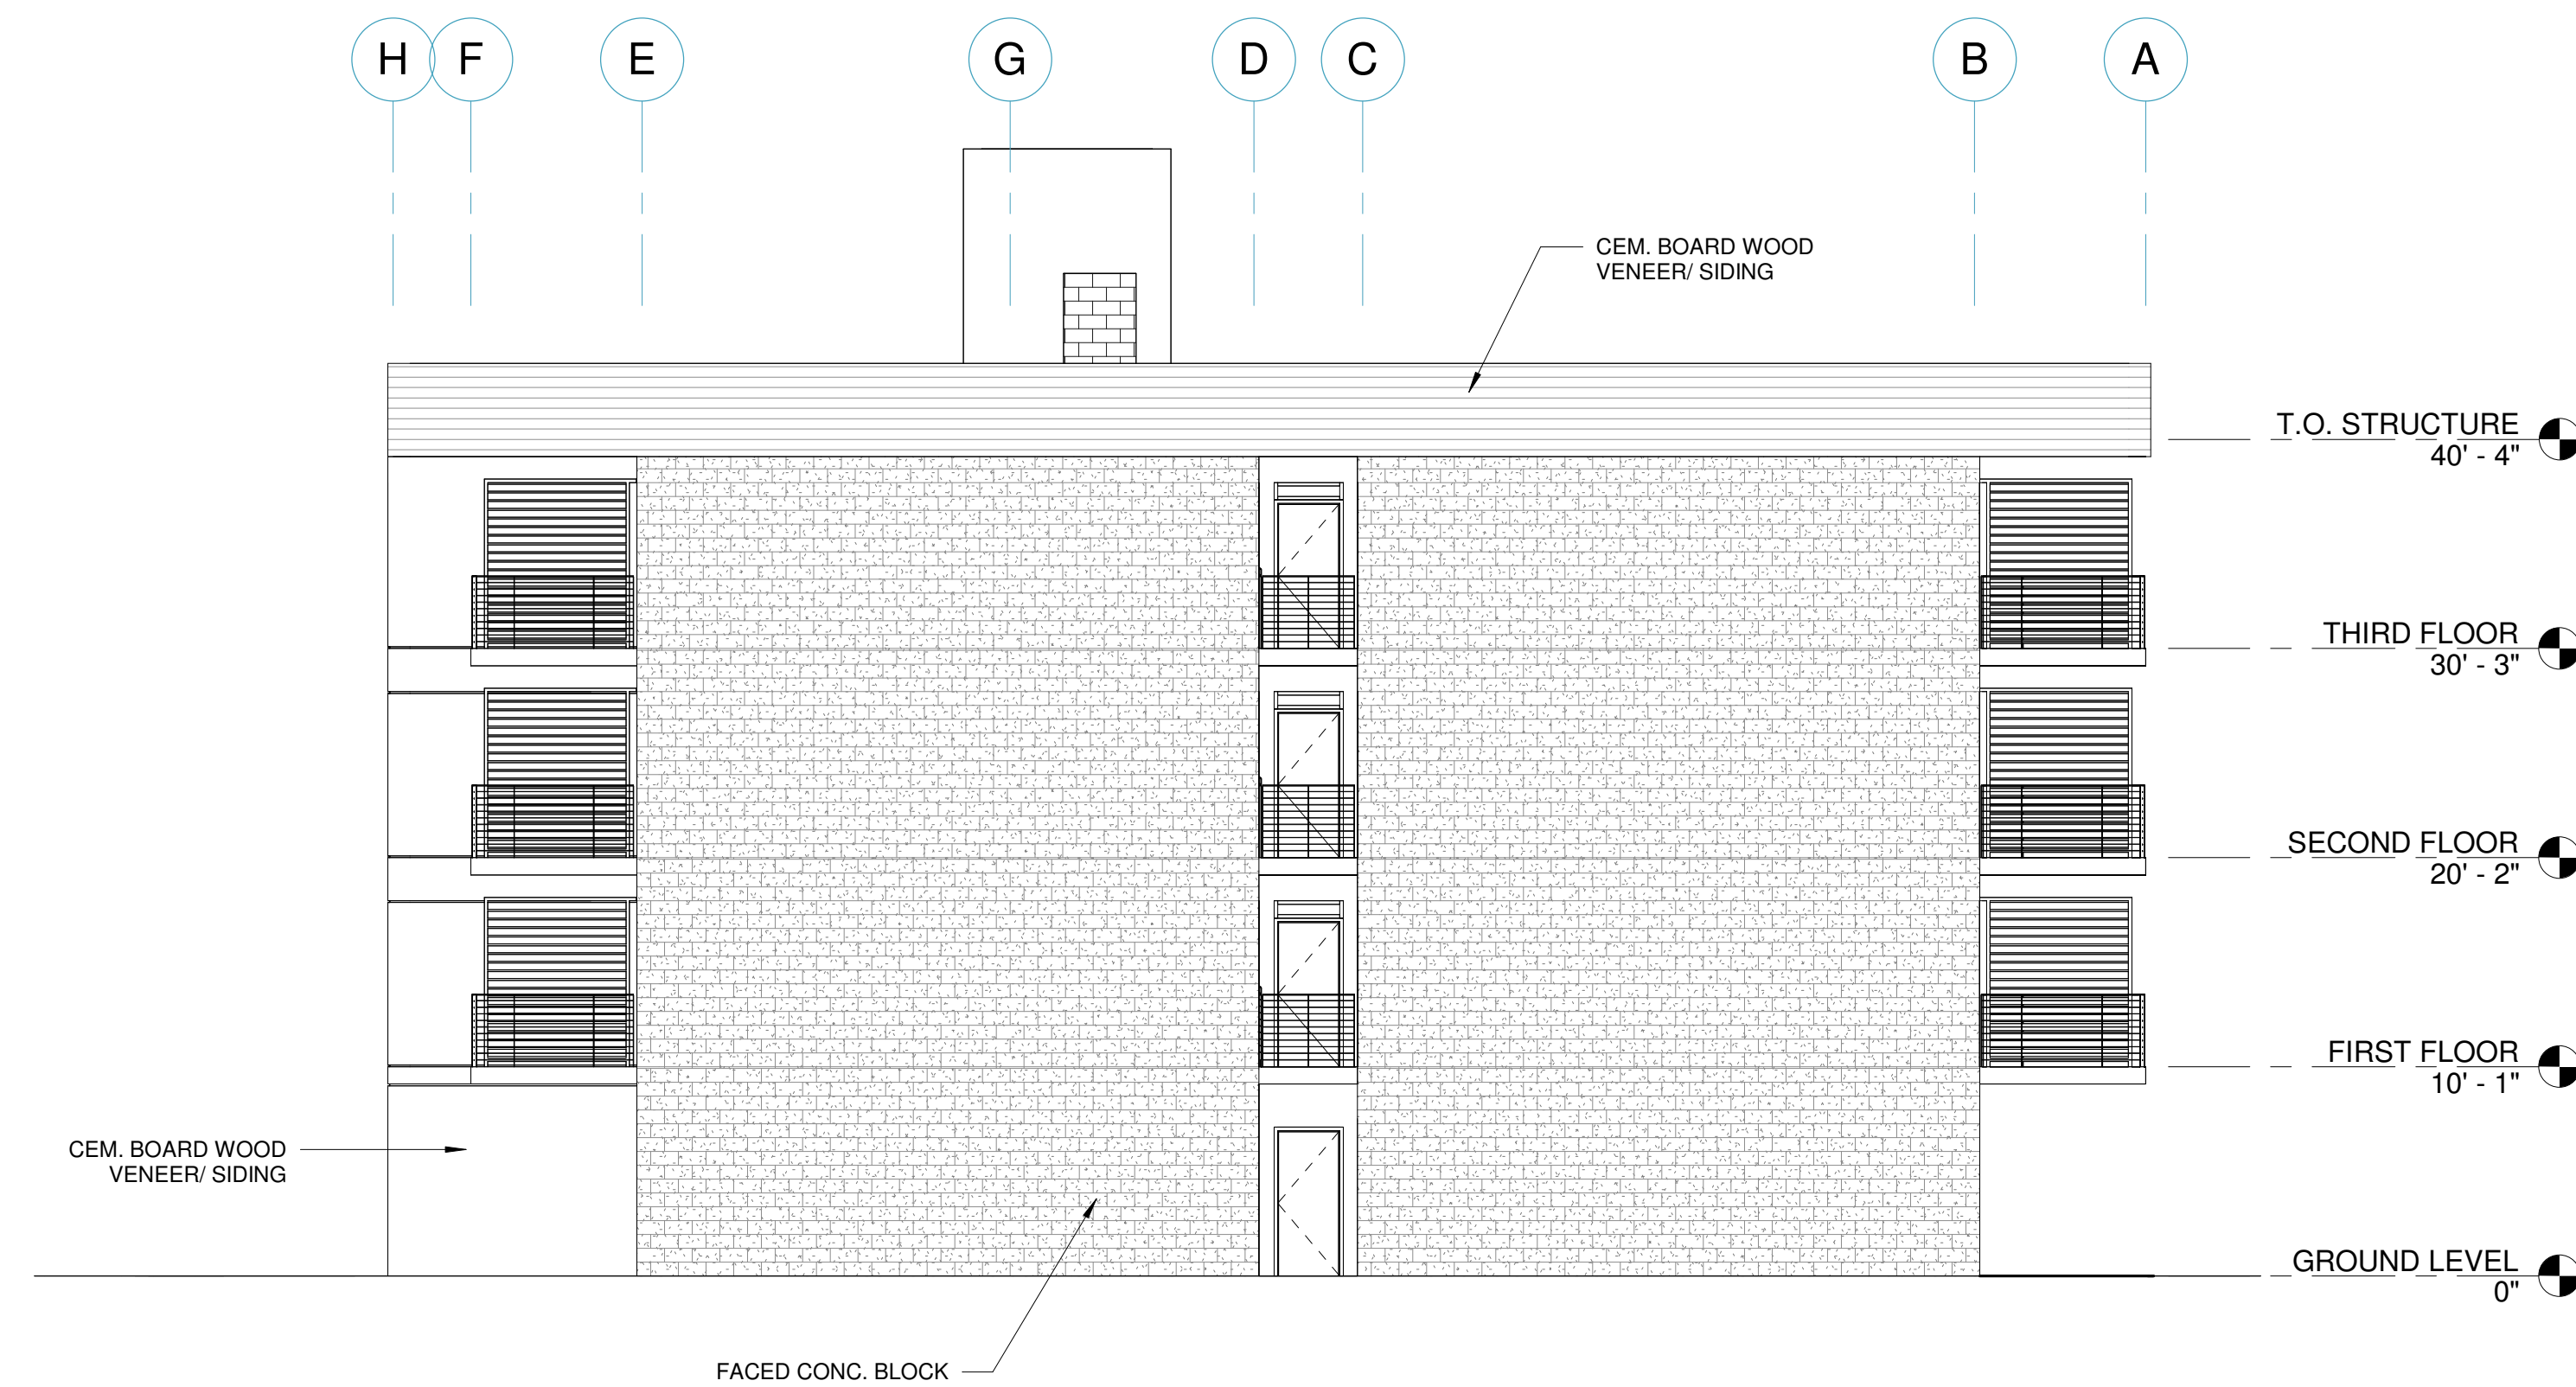 H F E G D C B A
CEM. BOARD WOOD
VENEER/ SIDING
T.O. STRUCTURE
40' - 4"
THIRD FLOOR
30' - 3"
SECOND FLOOR
20' - 2"
FIRST FLOOR
10' - 1"
CEM. BOARD WOOD
VENEER/ SIDING
GROUND LEVEL
0"
FACED CONC. BLOCK